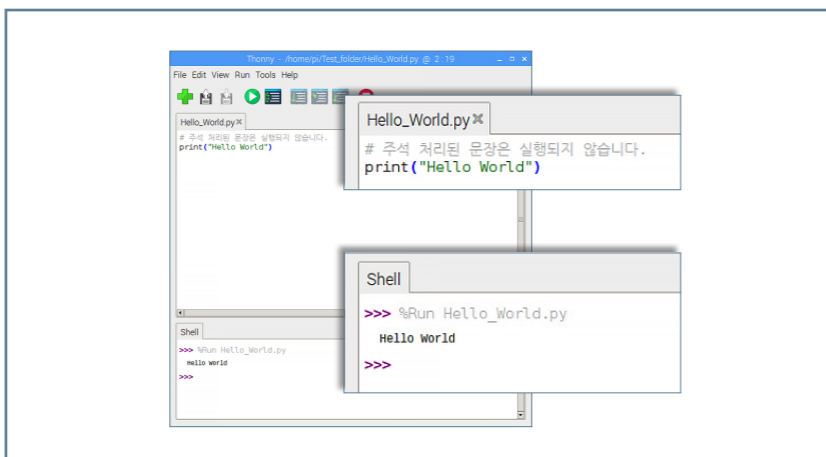 Thonny - /home/pi/Test_folder/Hello_World.py @ 2:19
File Edit View Run Tools Help
Hello_World.py
# 주석 처리된 문장은 실행되지 않습니다.
print("Hello World")
Hello_World.py
# 주석 처리된 문장은 실행되지 않습니다.
print("Hello World")
Shell
>>> %Run Hello_World.py
Hello World
>>>
Shell
>>> %Run Hello_World.py
Hello World
>>>